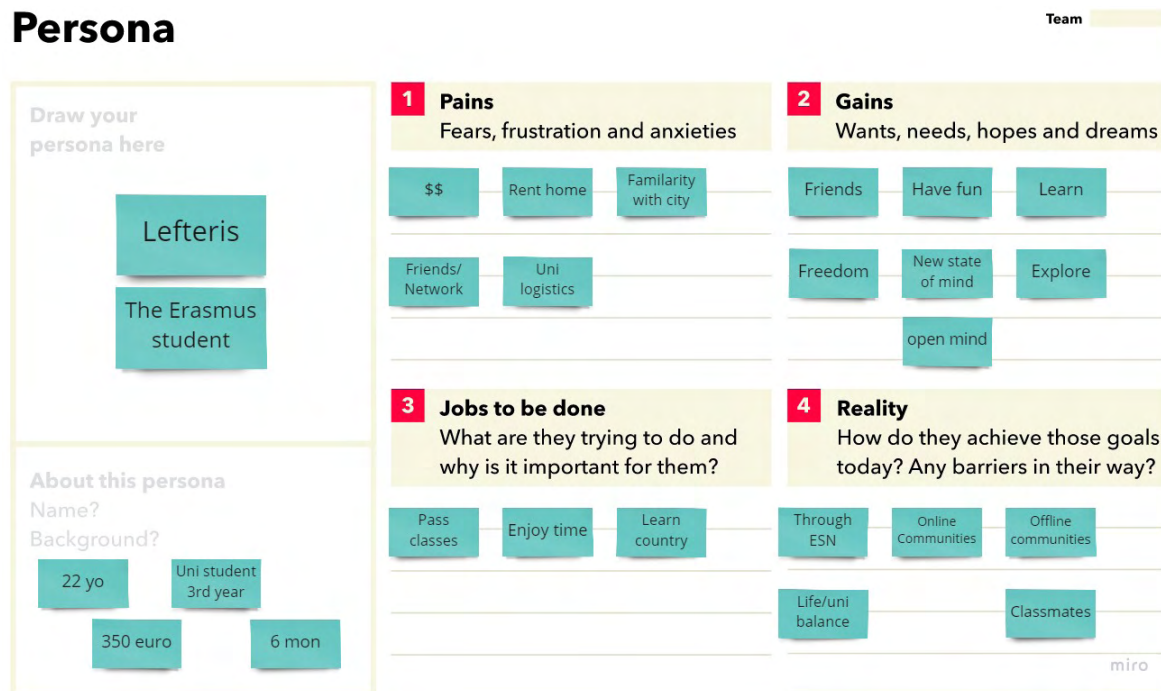 Persona
Team
Draw your
persona here
Lefteris
The Erasmus
student
About this persona
Name?
Background?
22 yo
Uni student
3rd year
350 euro
6 mon
1
Pains
Fears, frustration and anxieties
$$
Rent home
Familarity
with city
Friends/
Network
Uni
logistics
2
Gains
Wants, needs, hopes and dreams
Friends
Have fun
Learn
Freedom
New state
of mind
Explore
open mind
3
Jobs to be done
What are they trying to do and
why is it important for them?
Pass
classes
Enjoy time
Learn
country
4
Reality
How do they achieve those goals
today? Any barriers in their way?
Through
ESN
Online
Communities
Offline
communities
Life/uni
balance
Classmates
miro